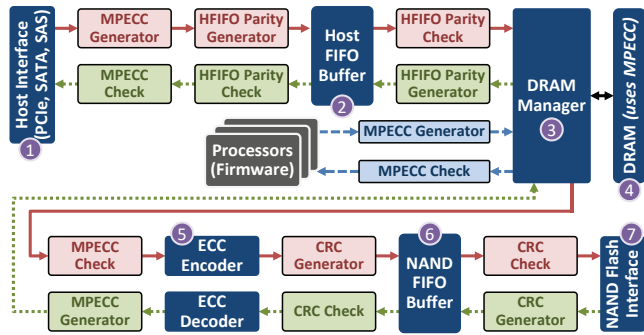 Host Interface
(PCIe, SATA, SAS)
1
MPECC
Generator
HFIFO Parity
Generator
Host
FIFO
Buffer
2
HFIFO Parity
Check
MPECC
Check
HFIFO Parity
Check
HFIFO Parity
Generator
DRAM
Manager
3
DRAM (uses MPECC)
4
Processors
(Firmware)
MPECC Generator
MPECC Check
MPECC
Check
5
ECC
Encoder
CRC
Generator
6
NAND
FIFO
Buffer
CRC
Check
7
NAND Flash
Interface
MPECC
Generator
ECC
Decoder
CRC Check
CRC
Generator